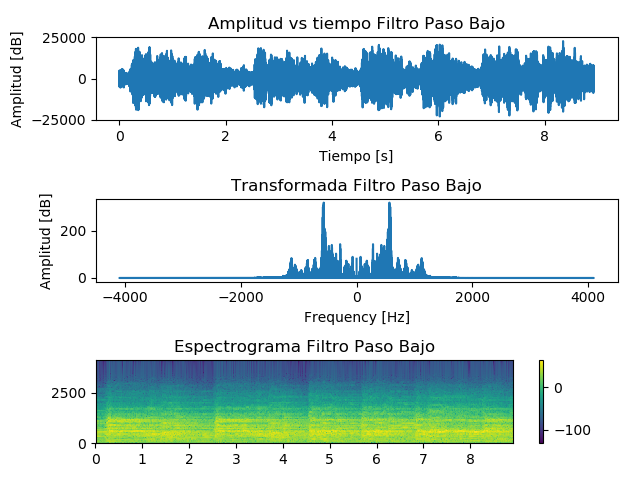 Amplitud vs tiempo Filtro Paso Bajo
Amplitud [dB]
25000
0
−25000
0 2 4 6 8
Tiempo [s]
Transformada Filtro Paso Bajo
Amplitud [dB]
200
0
−4000 −2000 0 2000 4000
Frequency [Hz]
Espectrograma Filtro Paso Bajo
2500
0
0 1 2 3 4 5 6 7 8
0
−100